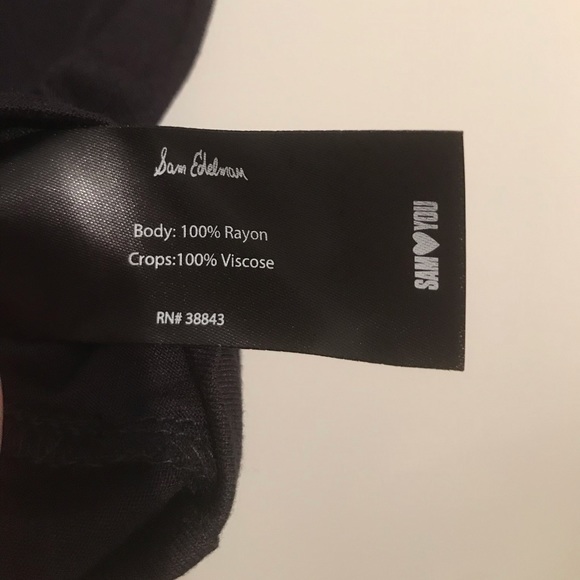 Sam Edelman
Body: 100% Rayon
Crops:100% Viscose
RN# 38843
SAM♥YOU